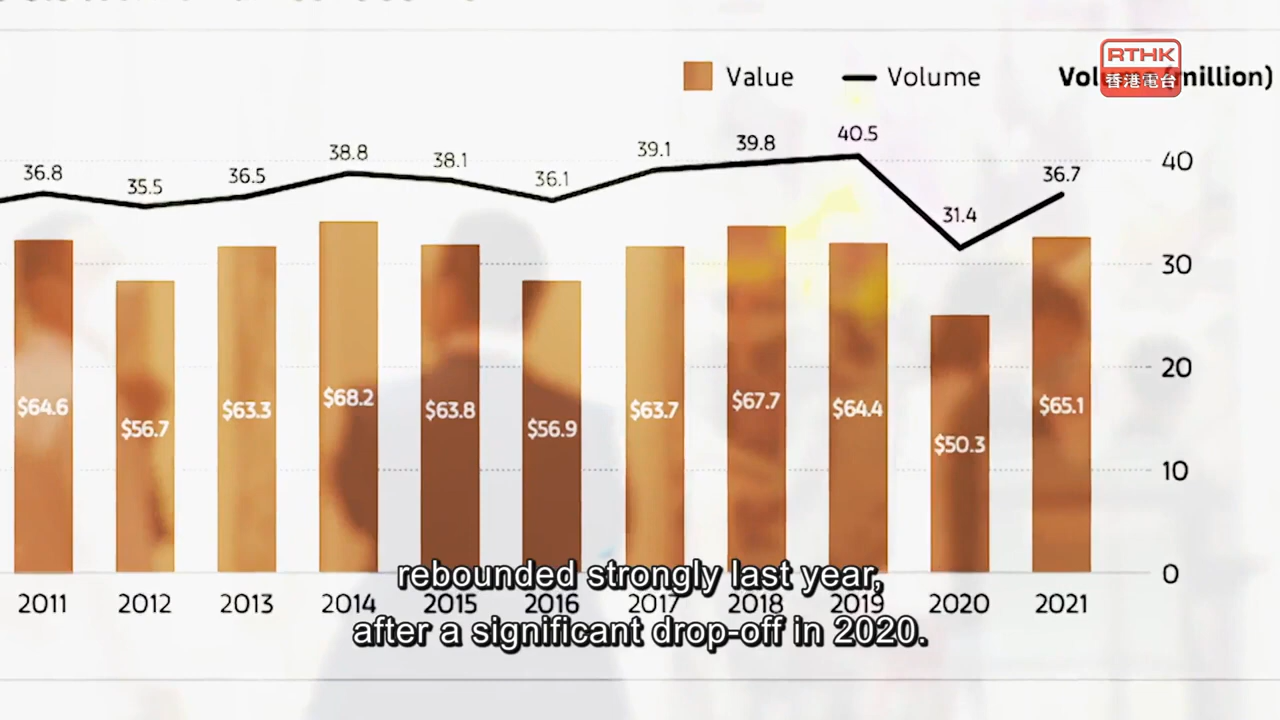 RTHK
香港電台
Value
Volume
(million)
36.8 35.5 36.5 38.8 38.1 36.1 39.1 39.8 40.5 31.4 36.7
40
30
20
10
0
$64.6 $56.7 $63.3 $68.2 $63.8 $56.9 $63.7 $67.7 $64.4 $50.3 $65.1
2011 2012 2013 2014 2015 2016 2017 2018 2019 2020 2021
rebounded strongly last year,
after a significant drop-off in 2020.